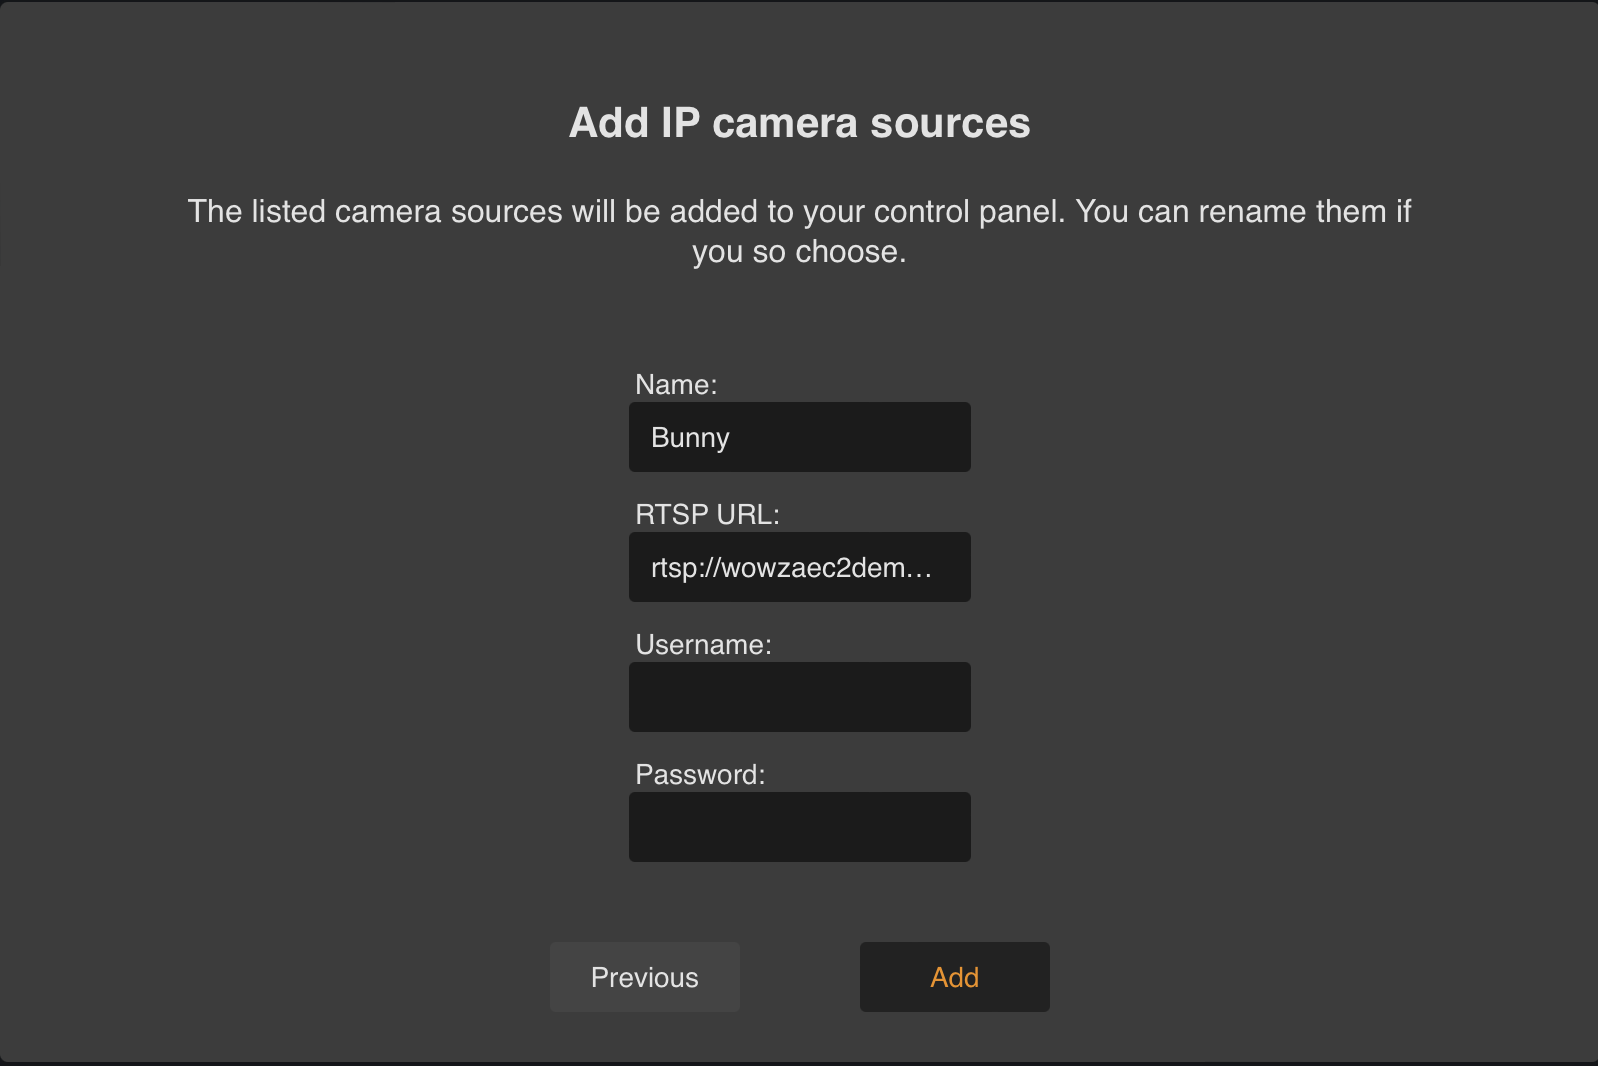 Add IP camera sources
The listed camera sources will be added to your control panel. You can rename them if
you so choose.
Name:
Bunny
RTSP URL:
rtsp://wowzaec2dem...
Username:
Password:
Previous
Add